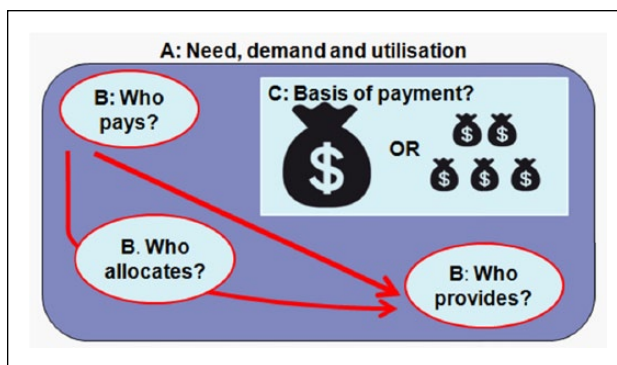 A: Need, demand and utilisation
B: Who
pays?
C: Basis of payment?
$
OR
$ $
$ $ $
B. Who
allocates?
B: Who
provides?